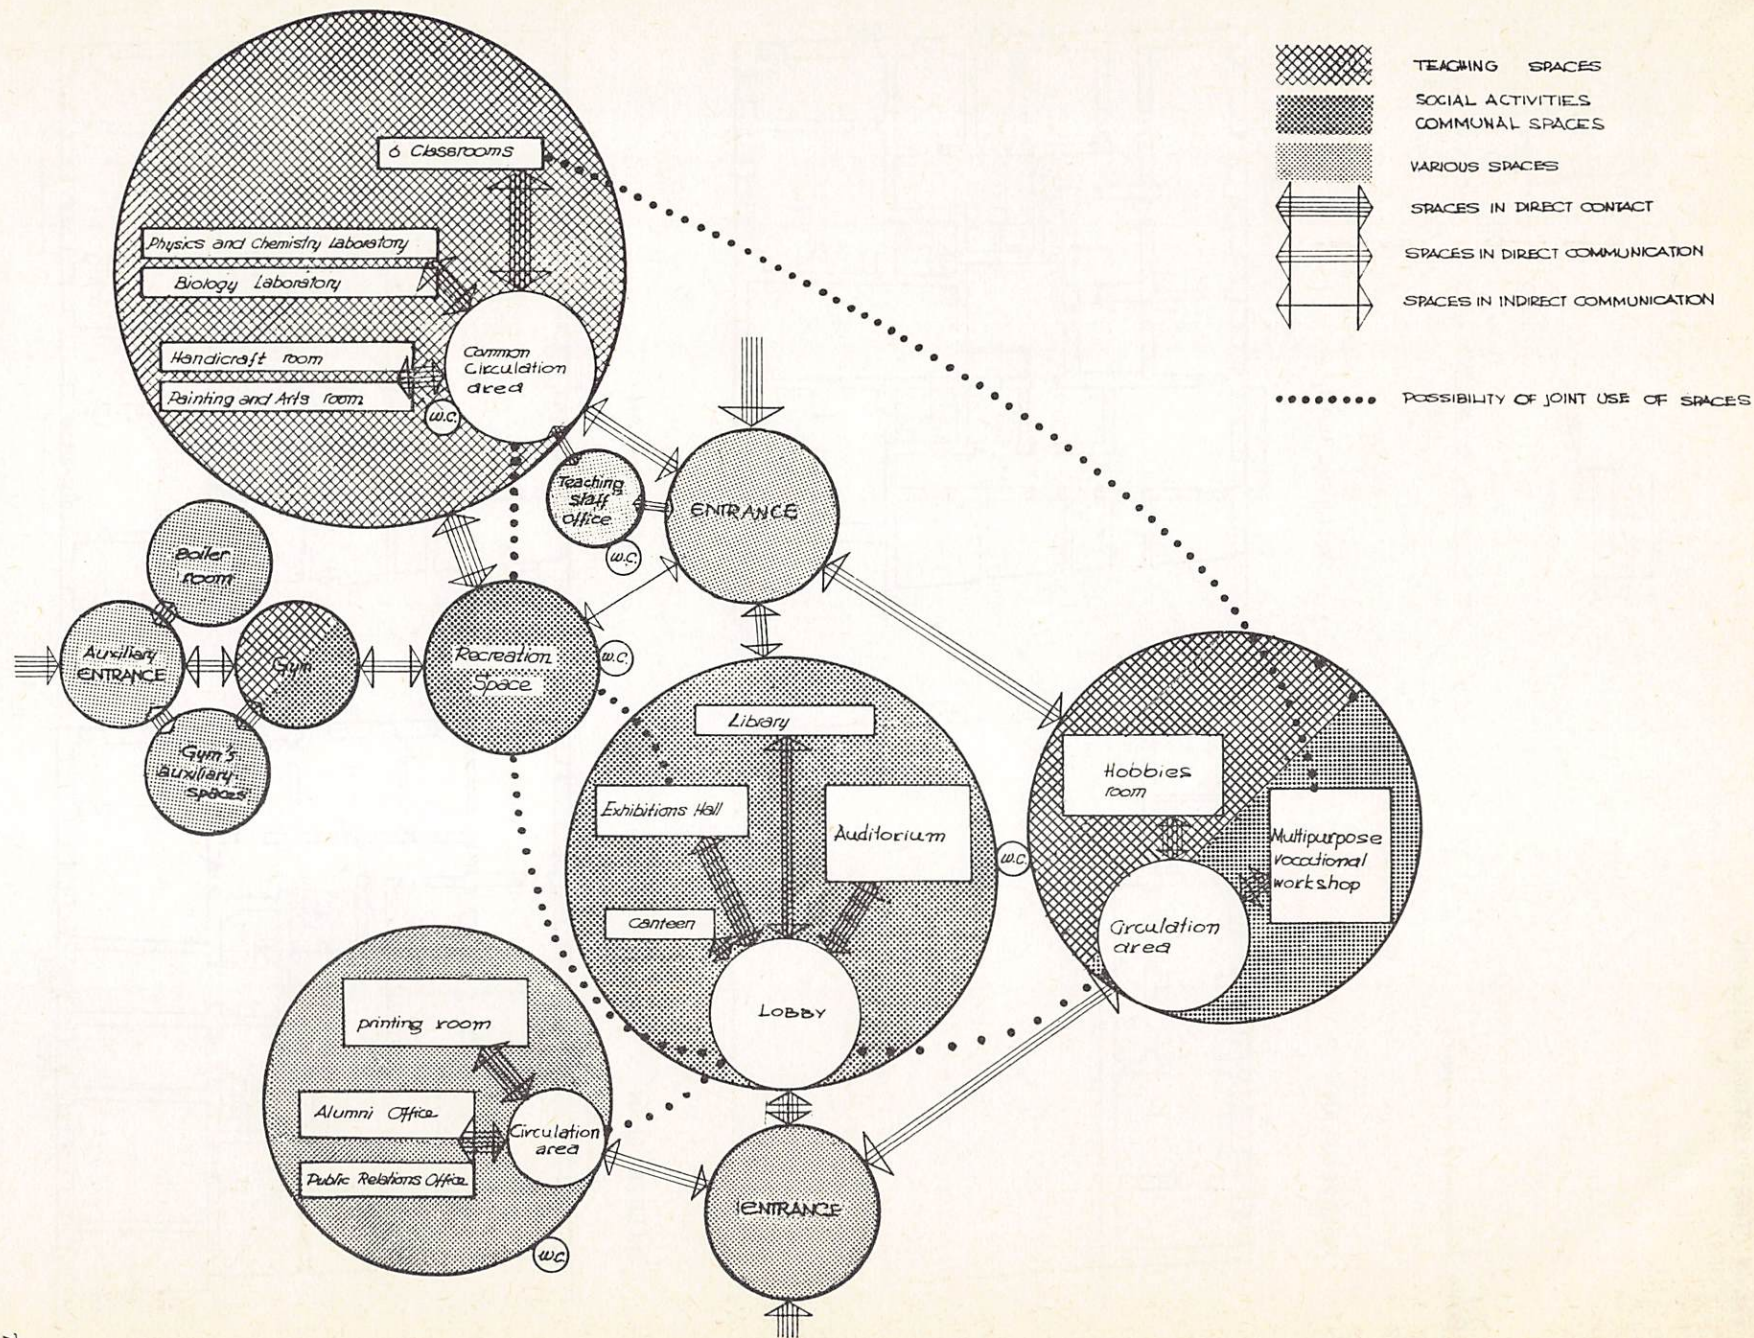 6 Classrooms
Physics and Chemistry Laboratory
Biology Laboratory
Handicraft room
Painting and Arts room
w.c.
Common
Circulation
area
Teaching
staff
office
w.c.
ENTRANCE
Boiler
room
Auxiliary
ENTRANCE
Gym
Gym's
auxiliary
spaces
Recreation
Space
w.c.
Library
Exhibitions Hall
Auditorium
Canteen
LOBBY
w.c.
Hobbies
room
Multipurpose
vocational
workshop
Circulation
area
printing room
Alumni Office
Public Relations Office
Circulation
area
w.c.
ENTRANCE
TEACHING SPACES
SOCIAL ACTIVITIES
COMMUNAL SPACES
VARIOUS SPACES
SPACES IN DIRECT CONTACT
SPACES IN DIRECT COMMUNICATION
SPACES IN INDIRECT COMMUNICATION
POSSIBILITY OF JOINT USE OF SPACES